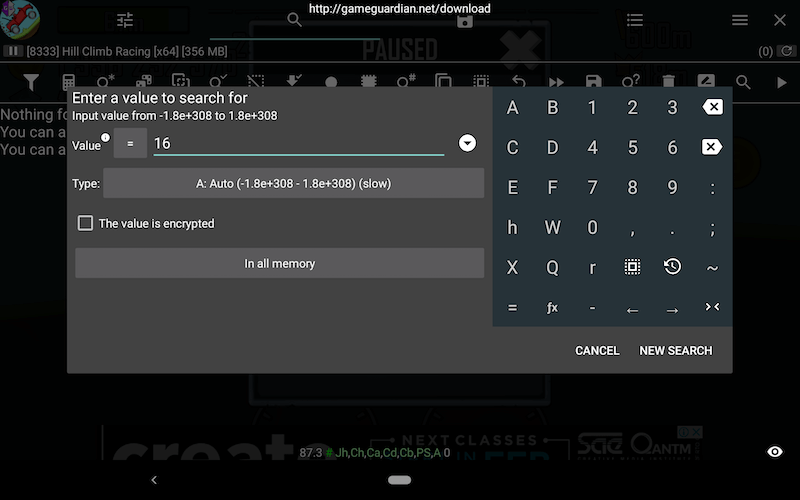 http://gameguardian.net/download
[8333] Hill Climb Racing [x64] [356 MB]
(0)
PAUSED
Nothing fo
You can a
You can a
Enter a value to search for
Input value from -1.8e+308 to 1.8e+308
Value = 16
Type: A: Auto (-1.8e+308 - 1.8e+308) (slow)
The value is encrypted
In all memory
A B 1 2 3
C D 4 5 6
E F 7 8 9 :
h W 0 , . ;
X Q r ~
= ƒx - ← → ><
CANCEL NEW SEARCH
create
NEXT CLASSES
QANTM
87.3 # Jh,Ch,Ca,Cd,Cb,PS,A 0